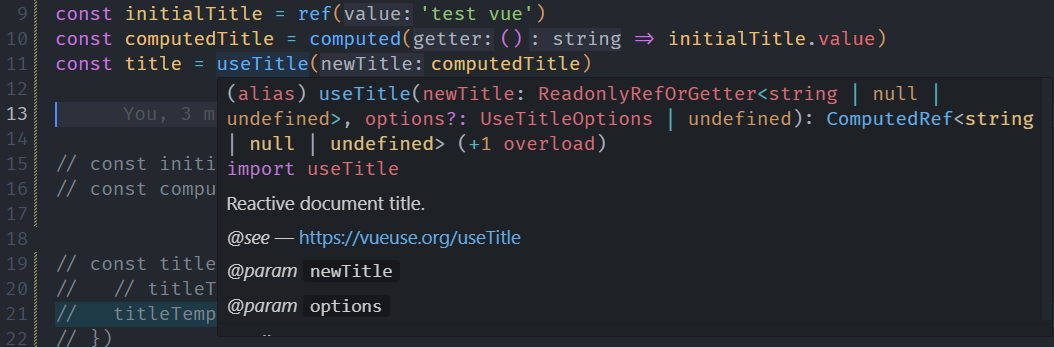 9 const initialTitle = ref(value: 'test vue')
10 const computedTitle = computed(getter: (): string => initialTitle.value)
11 const title = useTitle(newTitle: computedTitle)
12
(alias) useTitle(newTitle: ReadonlyRefOrGetter<string | null |
13 You, 3 m
undefined>, options?: UseTitleOptions | undefined): ComputedRef<string
14
| null | undefined> (+1 overload)
15 // const initi
import useTitle
16 // const compu
Reactive document title.
17
18
@see — https://vueuse.org/useTitle
19 // const title
@param newTitle
20 // // titleT
@param options
21 // titleTemp
22 // })